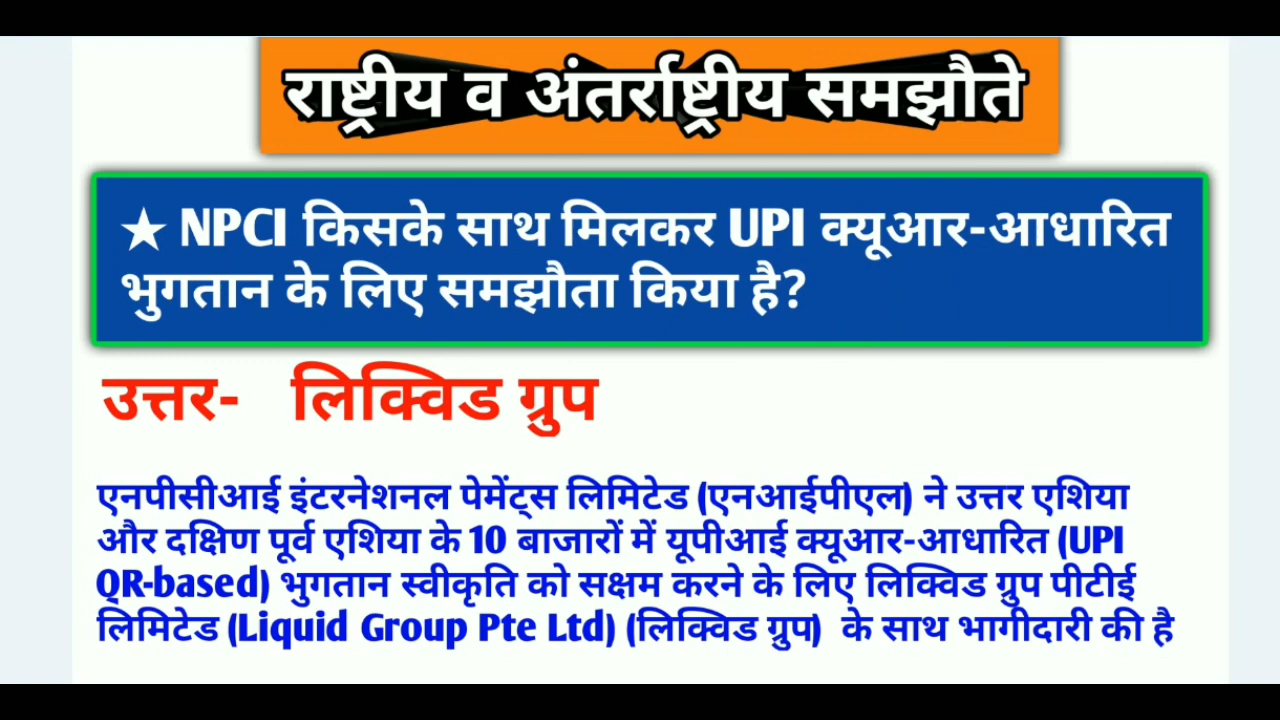 राष्ट्रीय व अंतर्राष्ट्रीय समझौते
★ NPCI किसके साथ मिलकर UPI क्यूआर-आधारित
भुगतान के लिए समझौता किया है?
उत्तर- लिक्विड ग्रुप
एनपीसीआई इंटरनेशनल पेमेंट्स लिमिटेड (एनआईपीएल) ने उत्तर एशिया
और दक्षिण पूर्व एशिया के 10 बाजारों में यूपीआई क्यूआर-आधारित (UPI
QR-based) भुगतान स्वीकृति को सक्षम करने के लिए लिक्विड ग्रुप पीटीई
लिमिटेड (Liquid Group Pte Ltd) (लिक्विड ग्रुप) के साथ भागीदारी की है